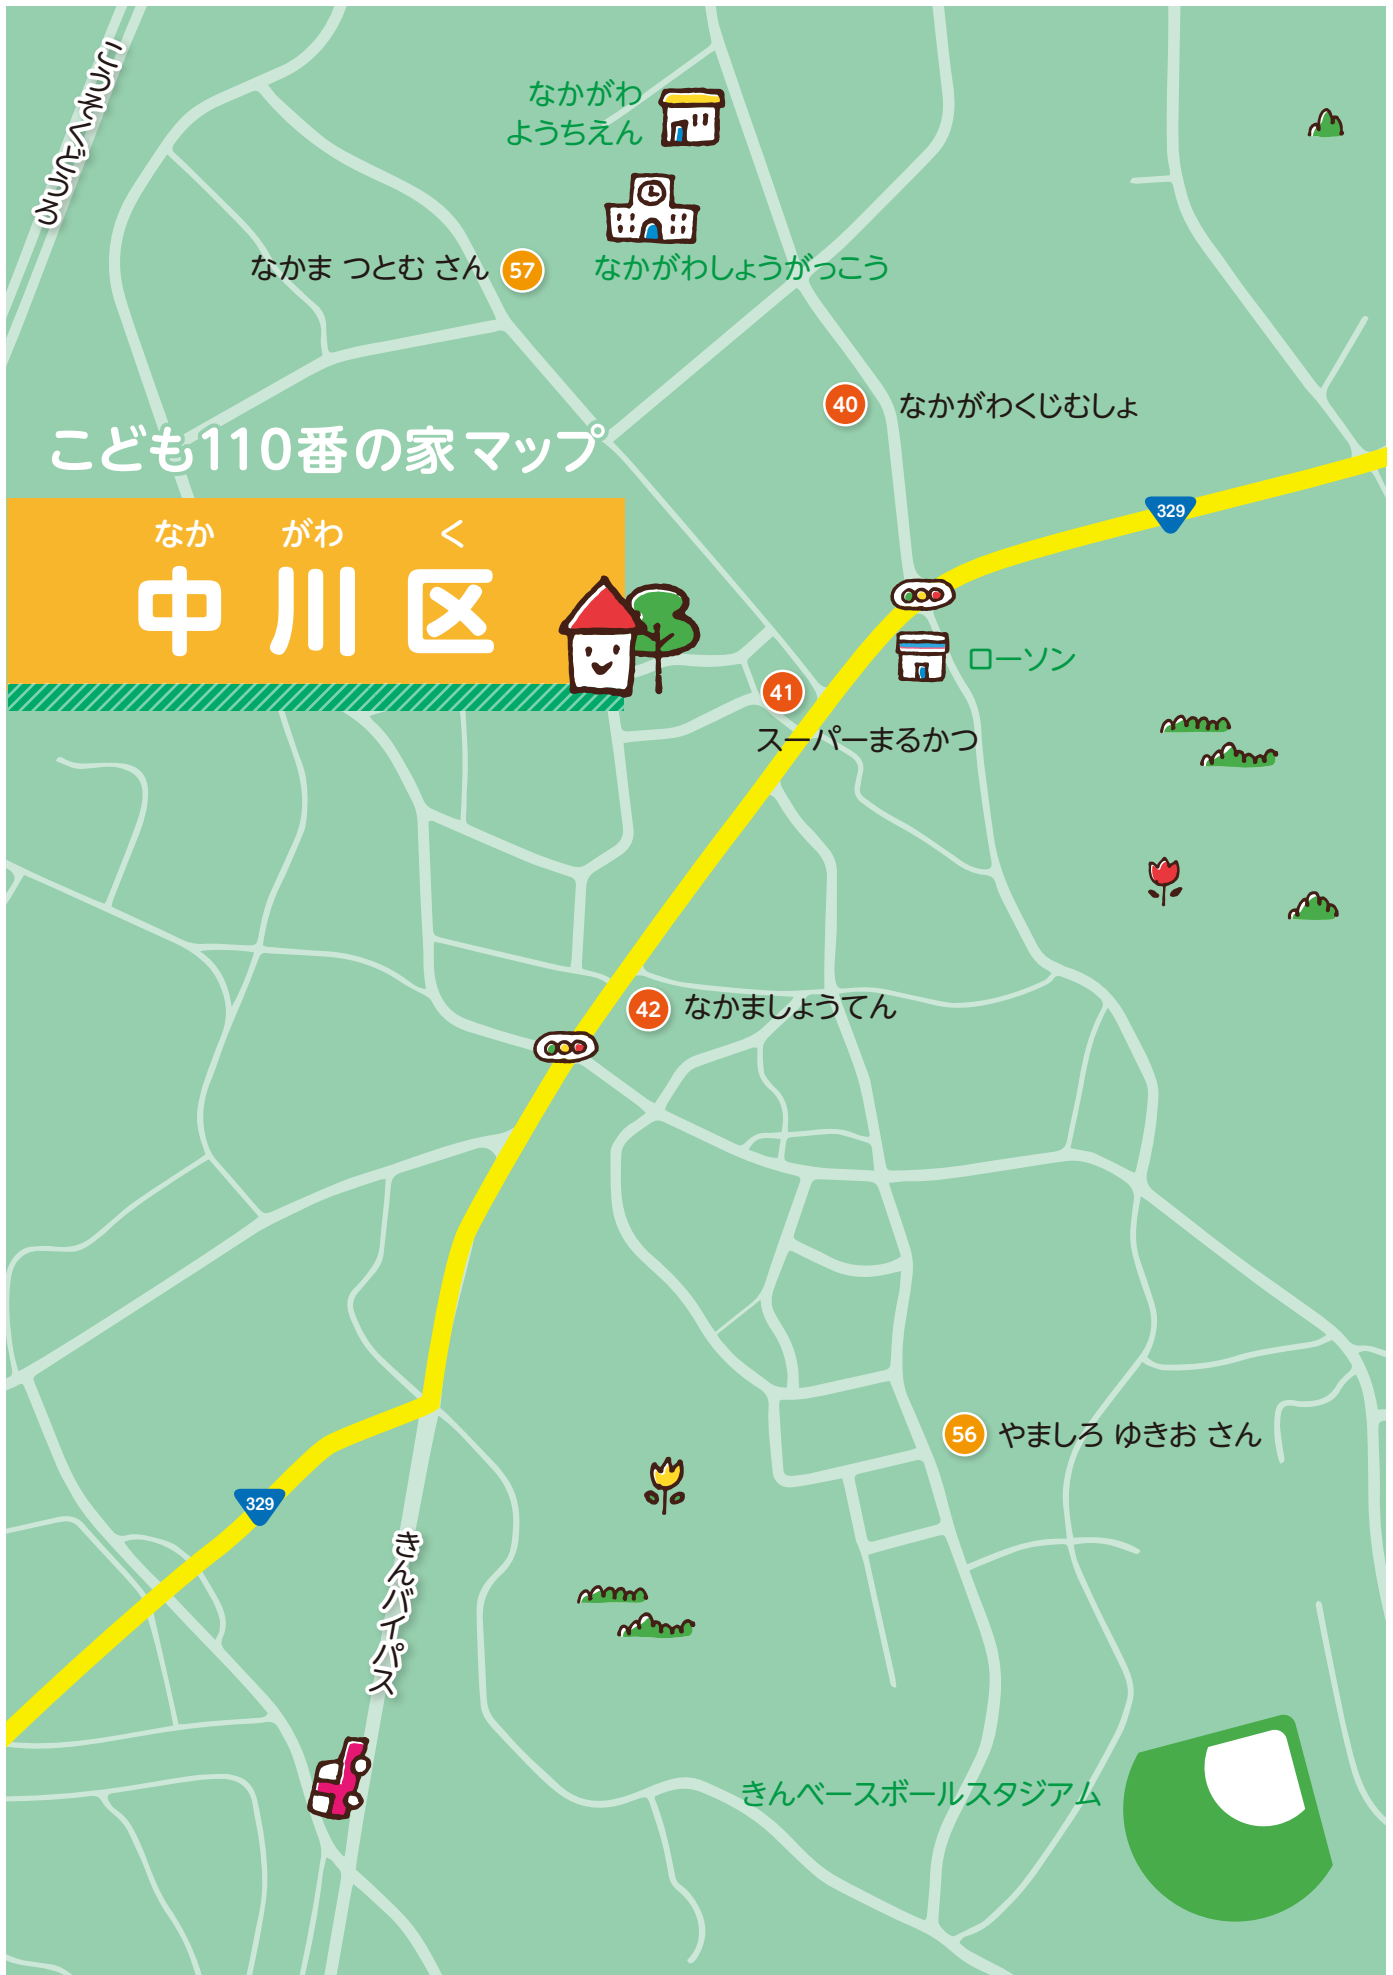 こうそくどうろ
なかがわ
ようちえん
なかま つとむ さん
57
なかがわしょうがっこう
40
なかがわくじむしょ
こども110番の家マップ
なか がわ く
中川区
329
ローソン
41
スーパーまるかつ
42
なかましょうてん
56
やましろ ゆきお さん
329
きんバイパス
きんベースボールスタジアム